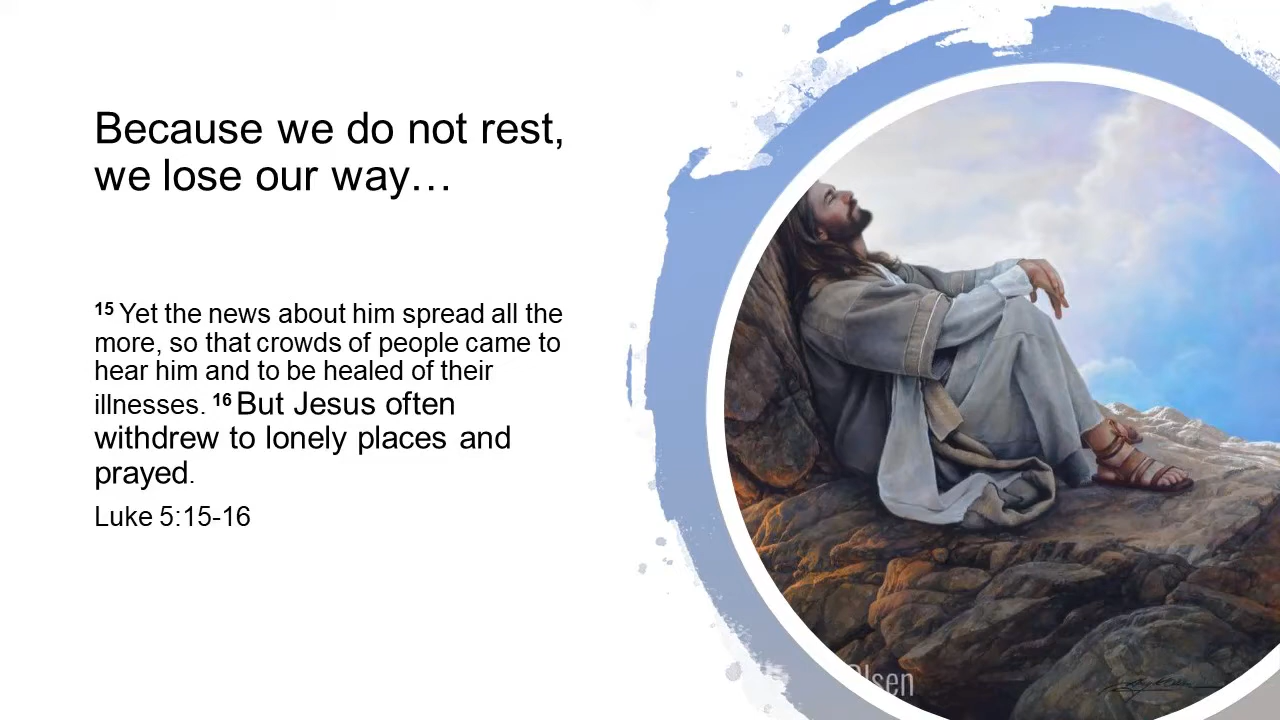 Because we do not rest,
we lose our way…
15 Yet the news about him spread all the
more, so that crowds of people came to
hear him and to be healed of their
illnesses. 16 But Jesus often
withdrew to lonely places and
prayed.
Luke 5:15-16
lsen